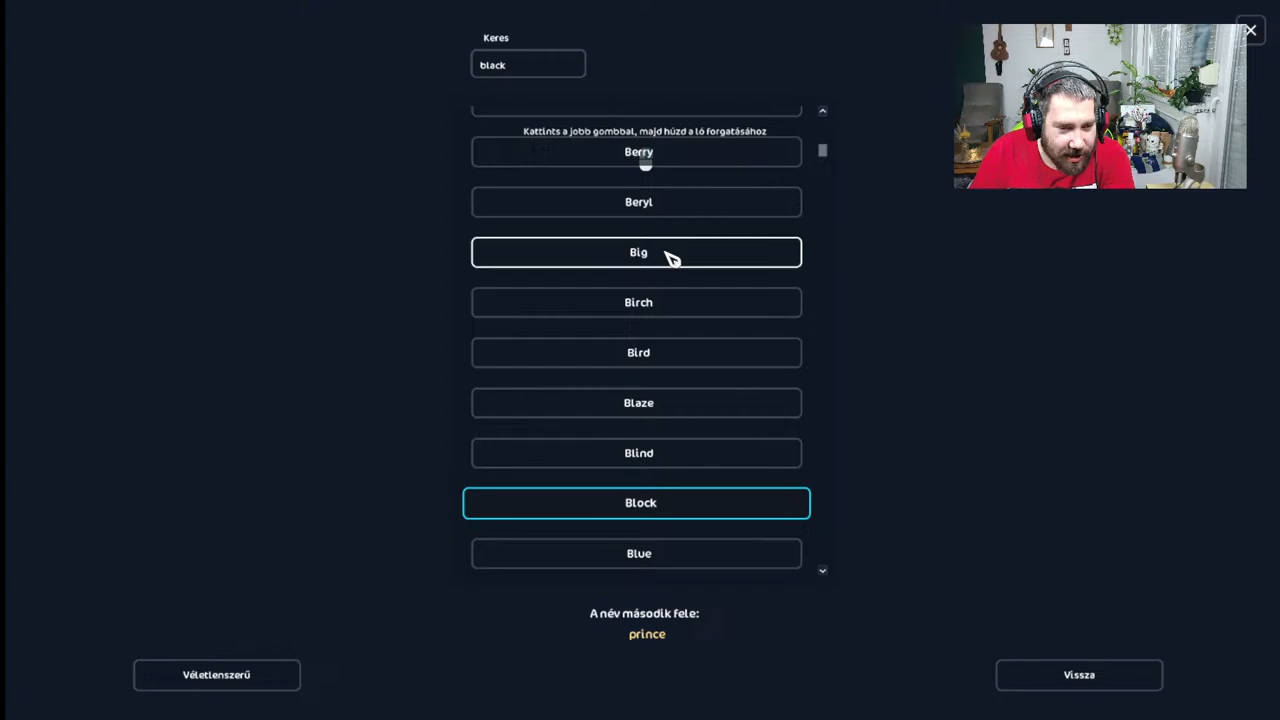 Keres
black
Kattints a jobb gombbal, majd húzd a ló forgatásához
Berry
Beryl
Big
Birch
Bird
Blaze
Blind
Block
Blue
A név második fele:
prince
Véletlenszerű
Vissza